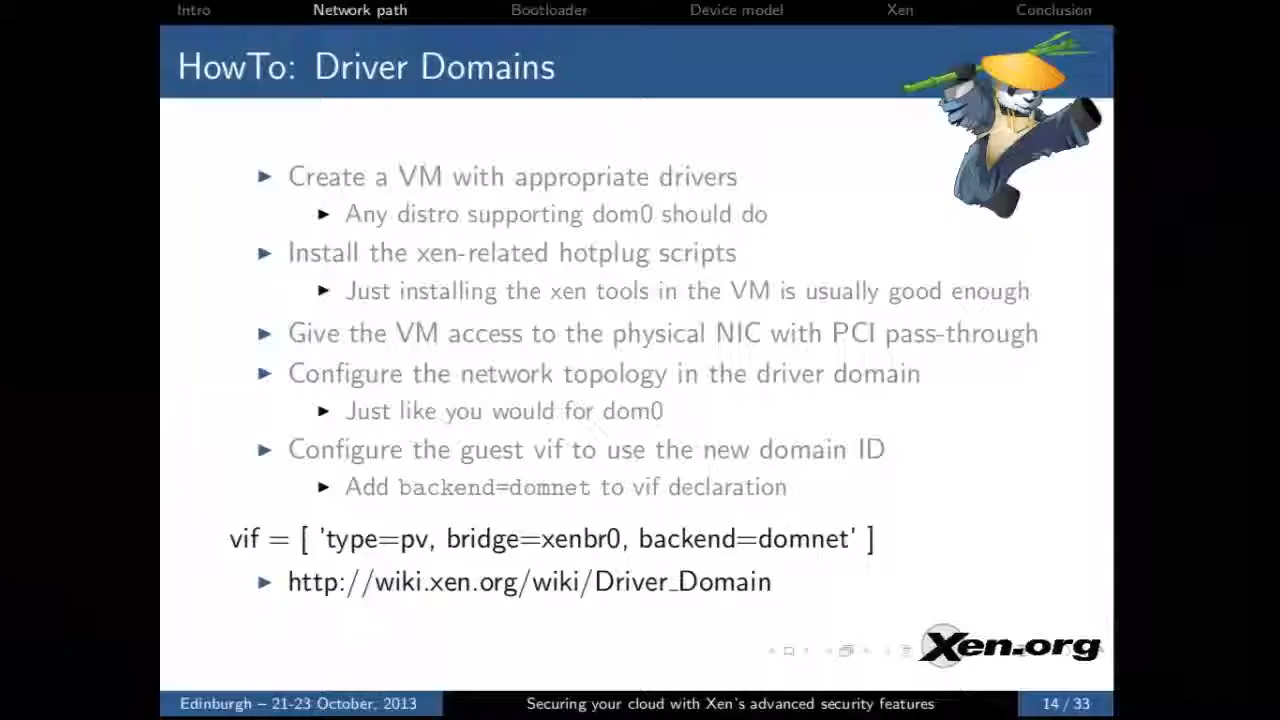 Intro Network path Bootloader Device model Xen Conclusion
HowTo: Driver Domains
Create a VM with appropriate drivers
Any distro supporting dom0 should do
Install the xen-related hotplug scripts
Just installing the xen tools in the VM is usually good enough
Give the VM access to the physical NIC with PCI pass-through
Configure the network topology in the driver domain
Just like you would for dom0
Configure the guest vif to use the new domain ID
Add backend=domnet to vif declaration
vif = [ 'type=pv, bridge=xenbr0, backend=domnet' ]
http://wiki.xen.org/wiki/Driver_Domain
Xen.org
Edinburgh – 21-23 October, 2013 Securing your cloud with Xen's advanced security features 14 / 33